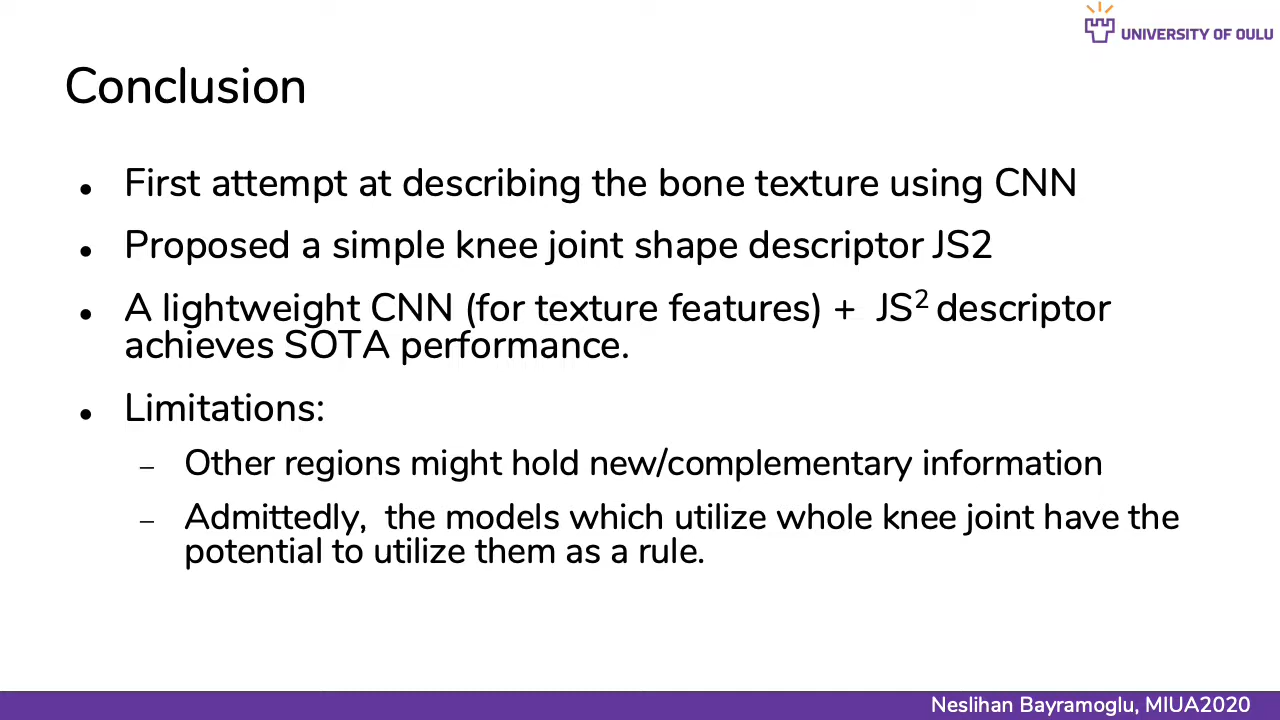 UNIVERSITY OF OULU
Conclusion
● First attempt at describing the bone texture using CNN
● Proposed a simple knee joint shape descriptor JS2
● A lightweight CNN (for texture features) + JS² descriptor
achieves SOTA performance.
● Limitations:
– Other regions might hold new/complementary information
– Admittedly, the models which utilize whole knee joint have the
potential to utilize them as a rule.
Neslihan Bayramoglu, MIUA2020